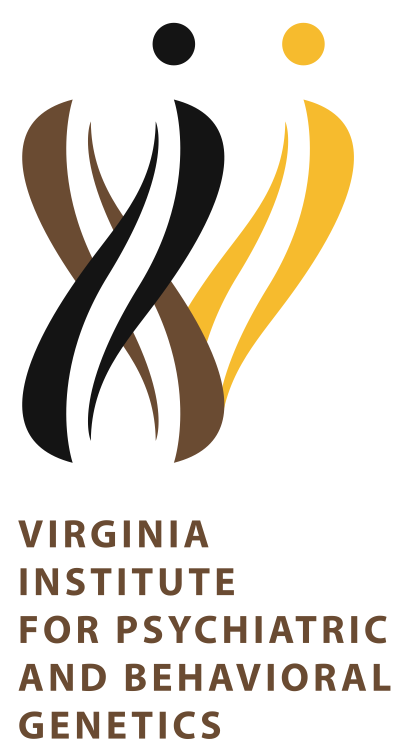 VIRGINIA
INSTITUTE
FOR PSYCHIATRIC
AND BEHAVIORAL
GENETICS